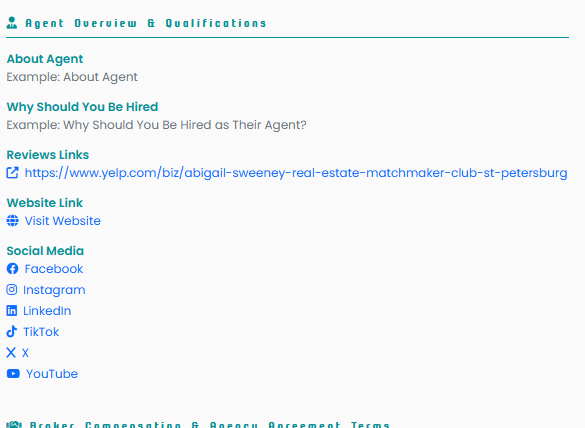 Agent Overview & Qualifications
About Agent
Example: About Agent
Why Should You Be Hired
Example: Why Should You Be Hired as Their Agent?
Reviews Links
https://www.yelp.com/biz/abigail-sweeney-real-estate-matchmaker-club-st-petersburg
Website Link
Visit Website
Social Media
Facebook
Instagram
LinkedIn
TikTok
X
YouTube
Broker Compensation & Agency Agreement Terms